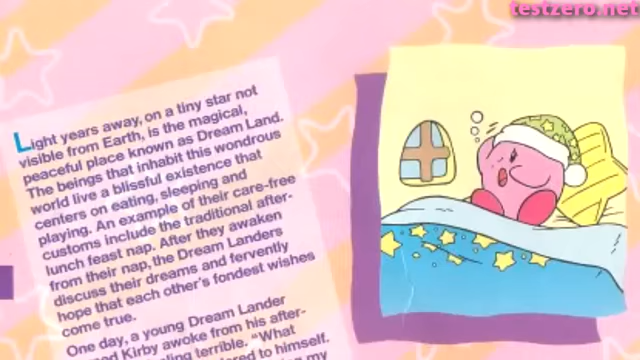 testzero.net
Light years away, on a tiny star not
visible from Earth, is the magical,
peaceful place known as Dream Land.
The beings that inhabit this wondrous
world live a blissful existence that
centers on eating, sleeping and
playing. An example of their care-free
customs include the traditional after-
lunch feast nap. After they awaken
from their nap, the Dream Landers
discuss their dreams and fervently
hope that each other's fondest wishes
come true.
One day, a young Dream Lander
Kirby awoke from his after-
terrible. "What
to himself.
my